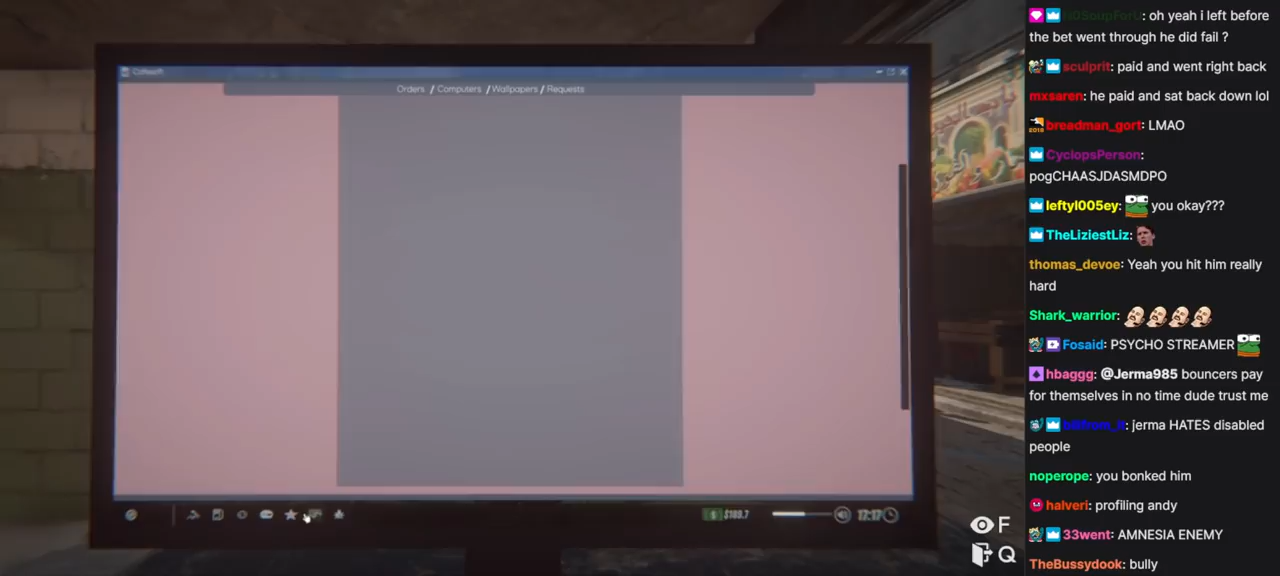 Orders / Computers / Wallpapers / Requests
$189.7
17:17
F
Q
: oh yeah i left before
the bet went through he did fail ?
sculprit: paid and went right back
mxsaren: he paid and sat back down lol
breadman_gort: LMAO
CyclopsPerson:
pogCHAASJDASMDPO
leftyl005ey: you okay???
TheLiziestLiz:
thomas_devoe: Yeah you hit him really
hard
Shark_warrior:
Fosaid: PSYCHO STREAMER
hbaggg: @Jerma985 bouncers pay
for themselves in no time dude trust me
: jerma HATES disabled
people
noperope: you bonked him
halveri: profiling andy
33went: AMNESIA ENEMY
TheBussydook: bully